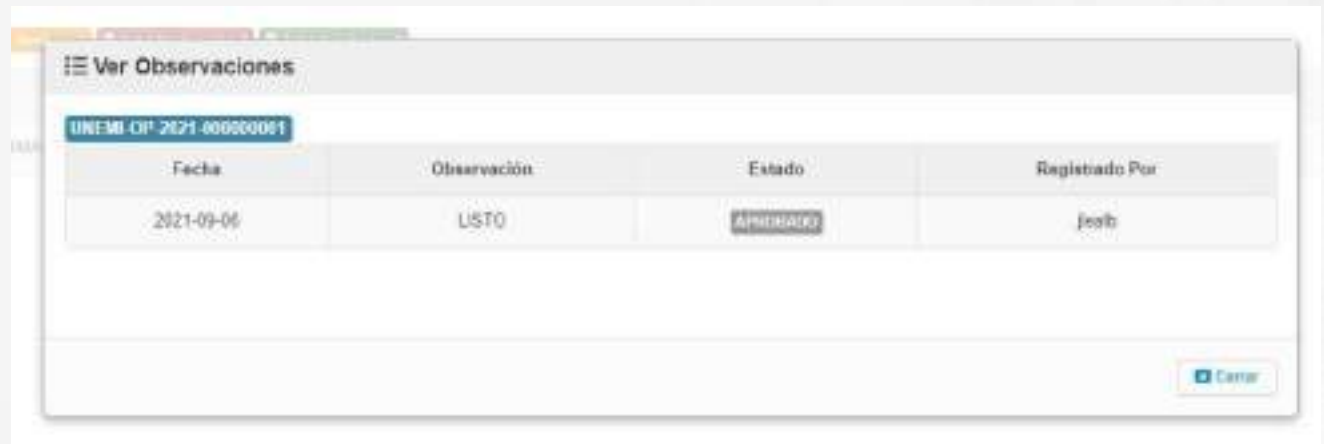 Ver Observaciones
UNEMI-OP-2021-000000001
Fecha Observación Estado Registrado Por
2021-09-06 LISTO APROBADO
Cerrar